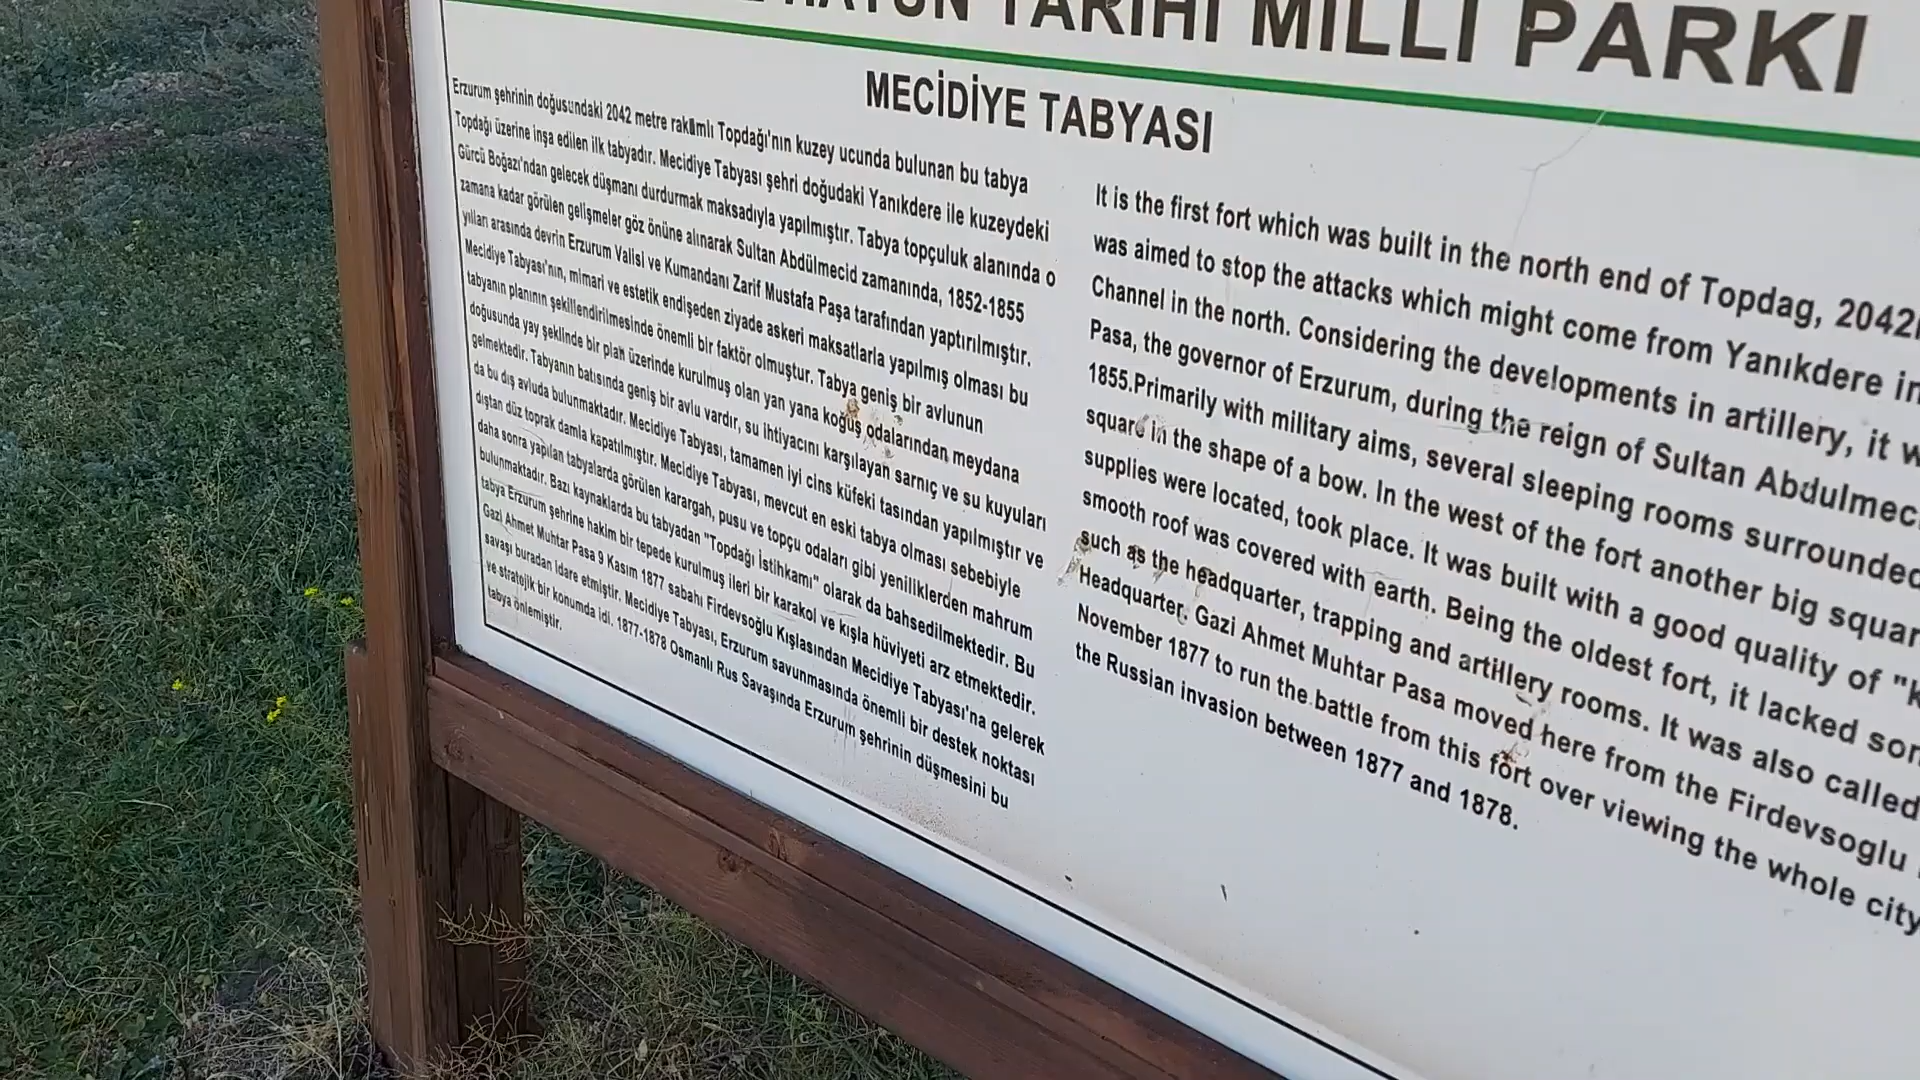 HATUN TARİHİ MİLLİ PARKI
MECİDİYE TABYASI
Erzurum şehrinin doğusundaki 2042 metre rakımlı Topdağı'nın kuzey ucunda bulunan bu tabya
Topdağı üzerine inşa edilen ilk tabyadır. Mecidiye Tabyası şehri doğudaki Yanıkdere ile kuzeydeki
Gürcü Boğazı'ndan gelecek düşmanı durdurmak maksadıyla yapılmıştır. Tabya topçuluk alanında o
zamana kadar görülen gelişmeler göz önüne alınarak Sultan Abdülmecid zamanında, 1852-1855
yılları arasında devrin Erzurum Valisi ve Kumandanı Zarif Mustafa Paşa tarafından yaptırılmıştır.
Mecidiye Tabyası'nın, mimari ve estetik endişeden ziyade askeri maksatlarla yapılmış olması bu
tabyanın planının şekillendirilmesinde önemli bir faktör olmuştur. Tabya geniş bir avlunun
doğusunda yay şeklinde bir plan üzerinde kurulmuş olan yan yana koğuş odalarından meydana
gelmektedir. Tabyanın batısında geniş bir avlu vardır, su ihtiyacını karşılayan sarnıç ve su kuyuları
da bu dış avluda bulunmaktadır. Mecidiye Tabyası, tamamen iyi cins küfeki tasından yapılmıştır ve
dıştan düz toprak damla kapatılmıştır. Mecidiye Tabyası, mevcut en eski tabya olması sebebiyle
daha sonra yapılan tabyalarda görülen karargah, pusu ve topçu odaları gibi yeniliklerden mahrum
bulunmaktadır. Bazı kaynaklarda bu tabyadan "Topdağı İstihkamı" olarak da bahsedilmektedir. Bu
tabya Erzurum şehrine hakim bir tepede kurulmuş ileri bir karakol ve kışla hüviyeti arz etmektedir.
Gazi Ahmet Muhtar Pasa 9 Kasım 1877 sabahı Firdevsoğlu Kışlasından Mecidiye Tabyası'na gelerek
savaşı buradan idare etmiştir. Mecidiye Tabyası, Erzurum savunmasında önemli bir destek noktası
ve stratejik bir konumda idi. 1877-1878 Osmanlı Rus Savaşında Erzurum şehrinin düşmesini bu
tabya önlemiştir.
It is the first fort which was built in the north end of Topdag, 2042
was aimed to stop the attacks which might come from Yanıkdere in
Channel in the north. Considering the developments in artillery, it
Pasa, the governor of Erzurum, during the reign of Sultan Abdulmec
1855.Primarily with military aims, several sleeping rooms surrounded
square in the shape of a bow. In the west of the fort another big squar
supplies were located, took place. It was built with a good quality of "k
smooth roof was covered with earth. Being the oldest fort, it lacked
such as the headquarter, trapping and artillery rooms. It was also called
Headquarter. Gazi Ahmet Muhtar Pasa moved here from the Firdevsoglu
November 1877 to run the battle from this fort over viewing the whole city
the Russian invasion between 1877 and 1878.